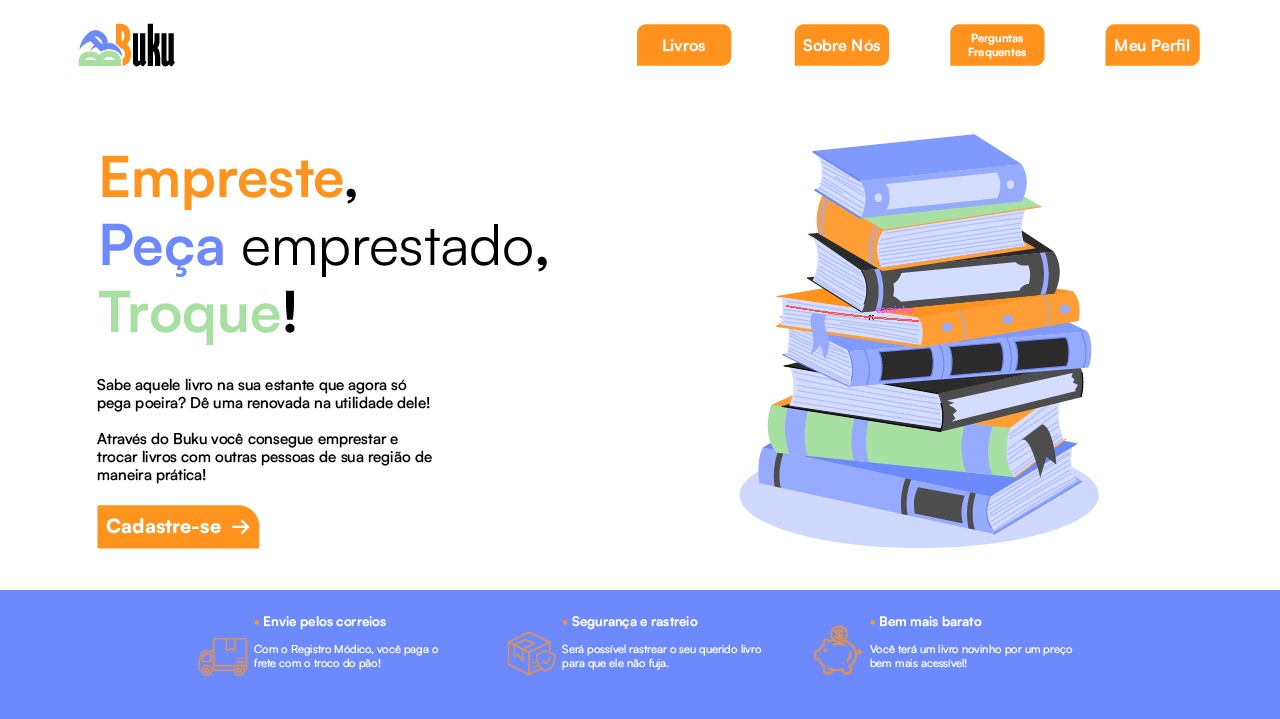 Buku
Livros
Sobre Nós
Perguntas
Frequentes
Meu Perfil
Empreste,
Peça emprestado,
Troque!
Sabe aquele livro na sua estante que agora só
pega poeira? Dê uma renovada na utilidade dele!
Através do Buku você consegue emprestar e
trocar livros com outras pessoas de sua região de
maneira prática!
Cadastre-se →
• Envie pelos correios
Com o Registro Módico, você paga o
frete com o troco do pão!
• Segurança e rastreio
Será possível rastrear o seu querido livro
para que ele não fuja.
• Bem mais barato
Você terá um livro novinho por um preço
bem mais acessível!